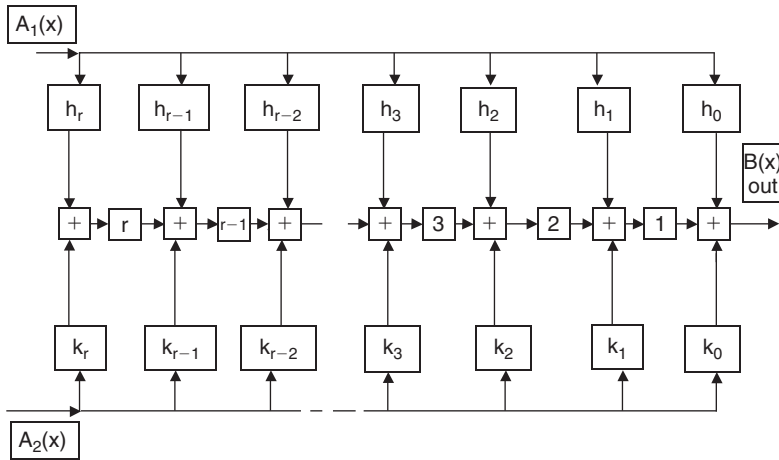 A₁(x)
hᵣ hᵣ₋₁ hᵣ₋₂ h₃ h₂ h₁ h₀
B(x)
out
+ r + r−1 + + 3 + 2 + 1 +
kᵣ kᵣ₋₁ kᵣ₋₂ k₃ k₂ k₁ k₀
A₂(x)